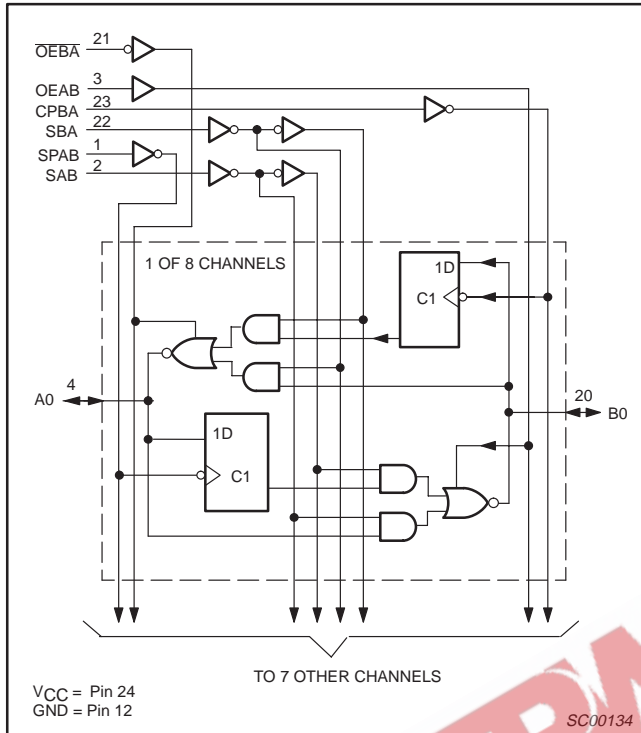 OEBA 21
OEAB 3
CPBA 23
SBA 22
SPAB 1
SAB 2
1 OF 8 CHANNELS
1D
C1
A0 4
20 B0
1D
C1
TO 7 OTHER CHANNELS
VCC = Pin 24
GND = Pin 12
SC00134